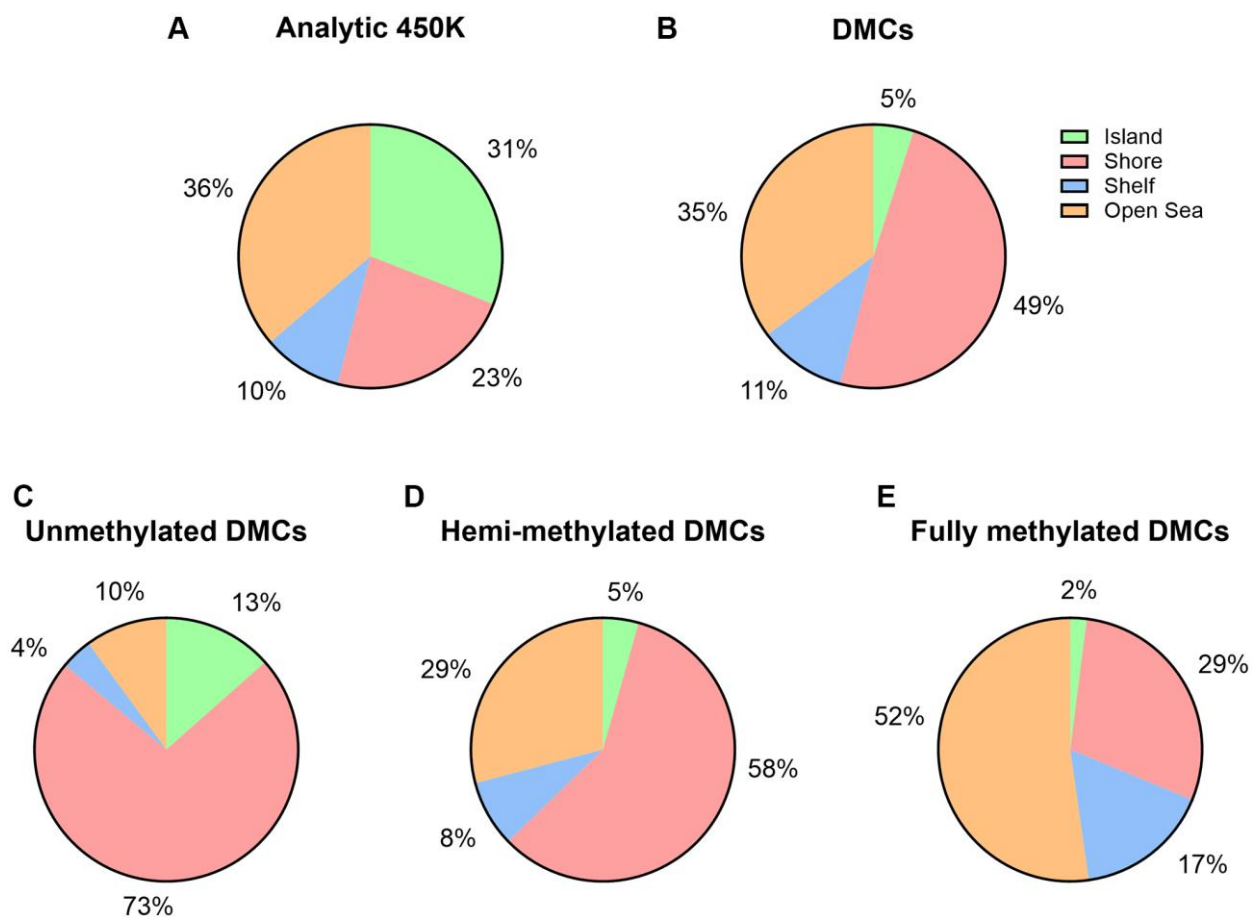 A
Analytic 450K
31%
36%
10%
23%
B
DMCs
5%
35%
49%
11%
Island
Shore
Shelf
Open Sea
C
Unmethylated DMCs
10%
13%
4%
73%
D
Hemi-methylated DMCs
5%
29%
58%
8%
E
Fully methylated DMCs
2%
29%
52%
17%